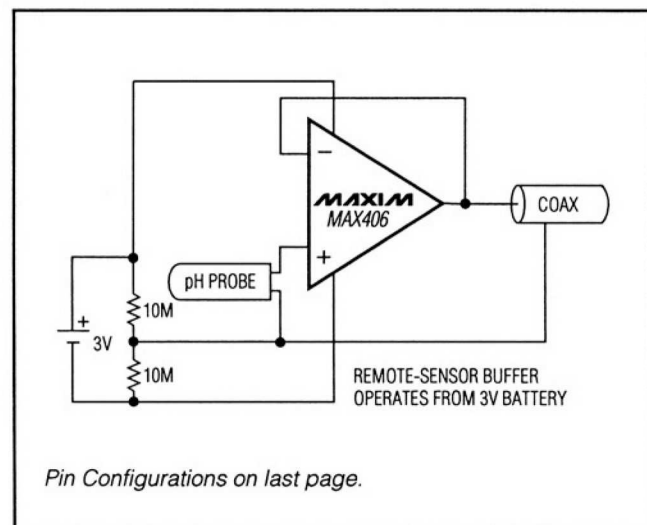 −
MAXIM
MAX406
+
COAX
pH PROBE
+
10M
3V
10M
REMOTE-SENSOR BUFFER
OPERATES FROM 3V BATTERY
Pin Configurations on last page.